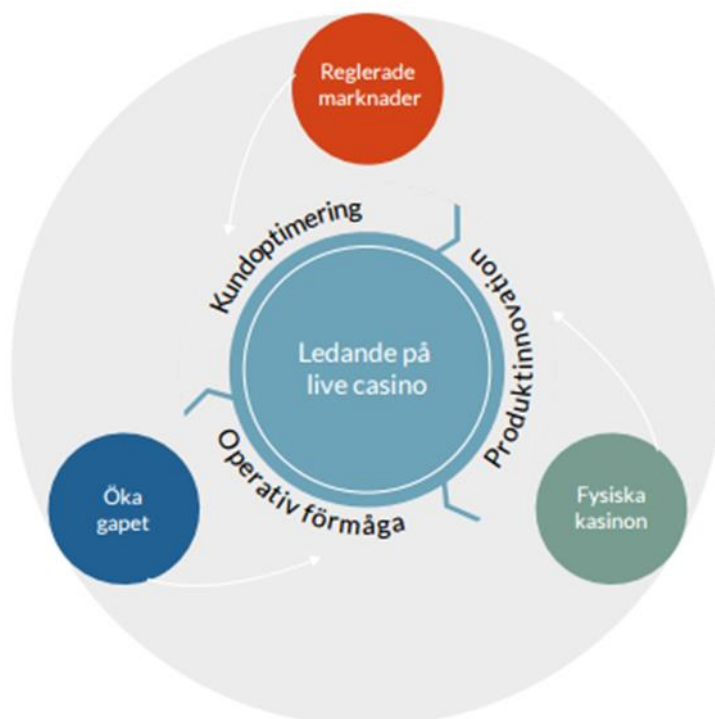 Reglerade
marknader
Kundoptimering
Produktinnovation
Ledande på
live casino
Operativ förmåga
Öka
gapet
Fysiska
kasinon